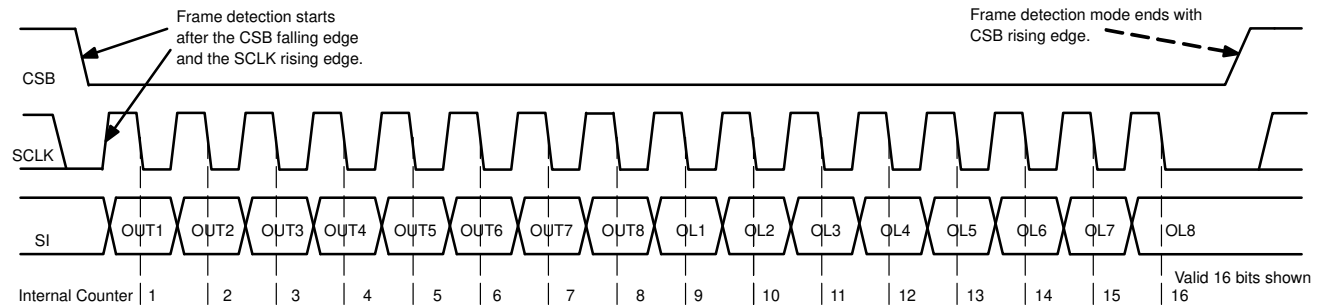 Frame detection starts
after the CSB falling edge
and the SCLK rising edge.
Frame detection mode ends with
CSB rising edge.
CSB
SCLK
SI
OUT1 OUT2 OUT3 OUT4 OUT5 OUT6 OUT7 OUT8 OL1 OL2 OL3 OL4 OL5 OL6 OL7 OL8
Valid 16 bits shown
Internal Counter 1 2 3 4 5 6 7 8 9 10 11 12 13 14 15 16